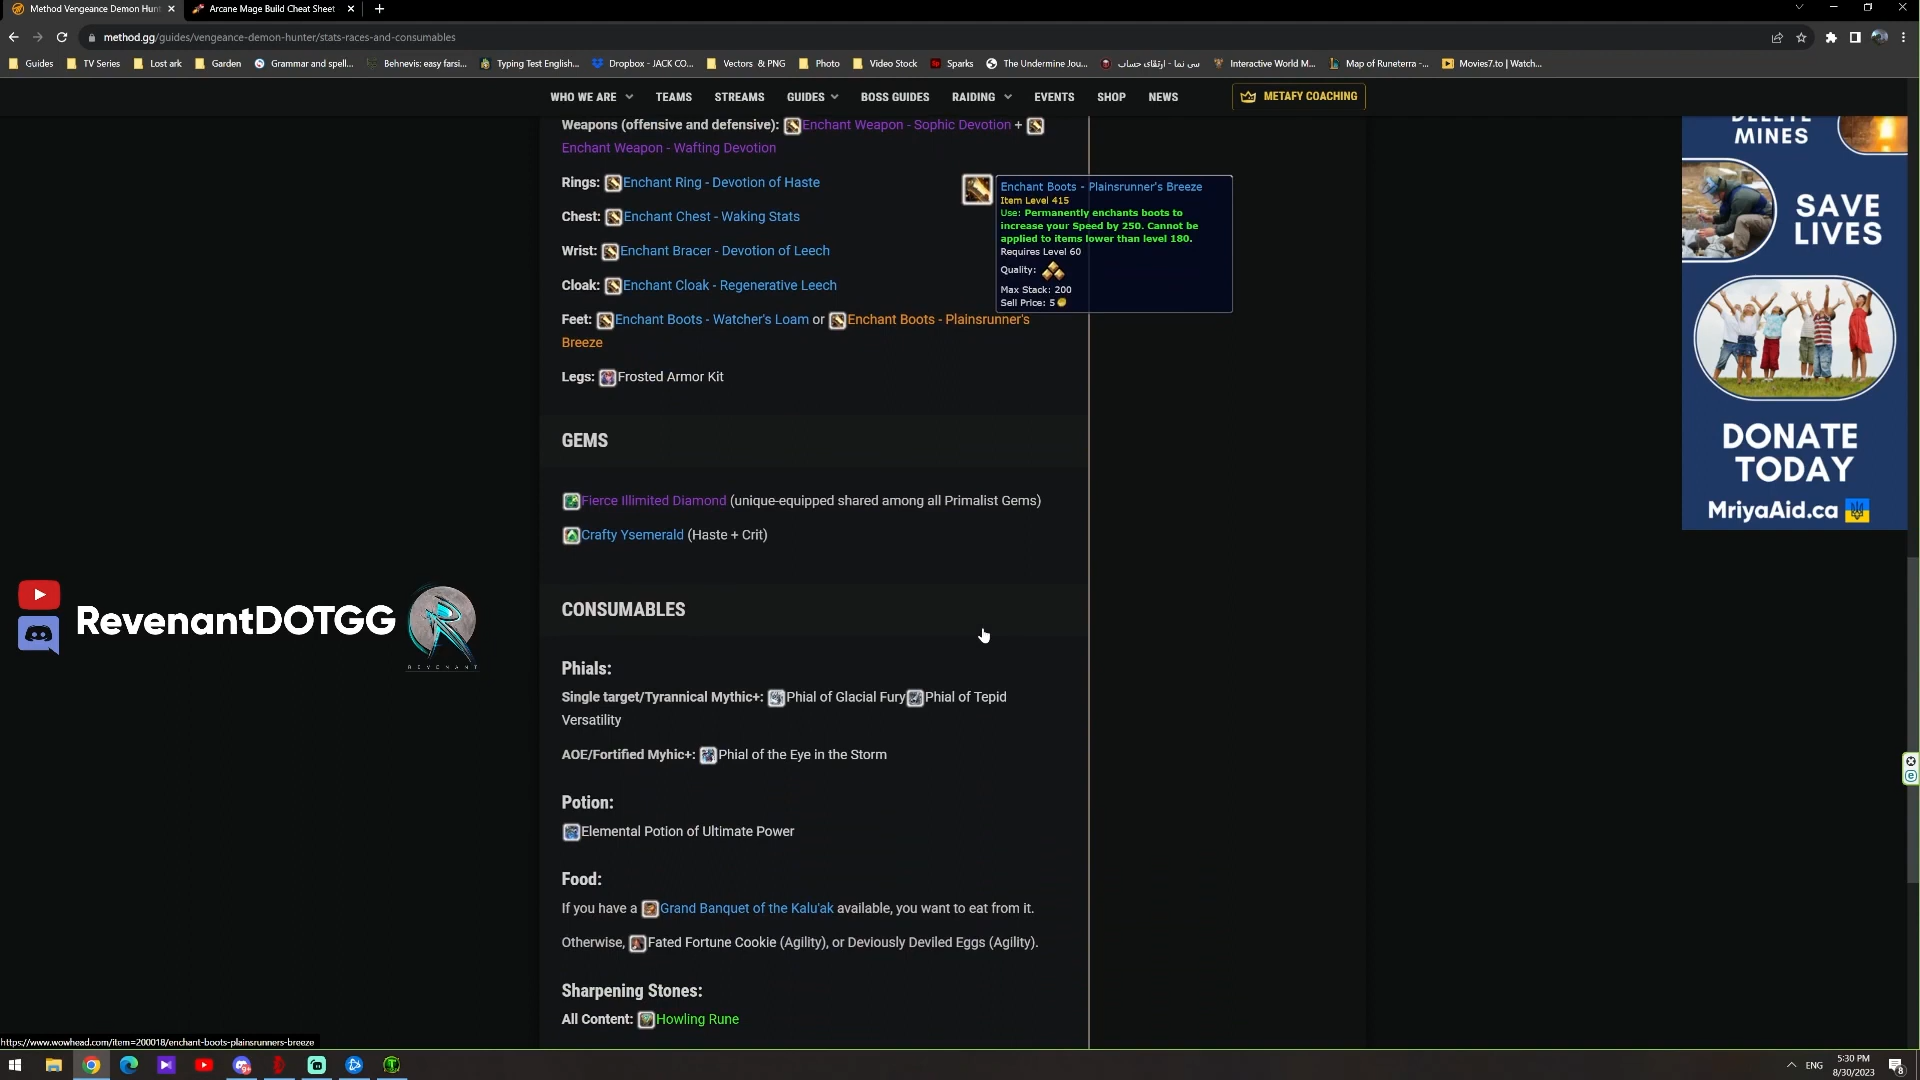 Method Vengeance Demon Hunt
Arcane Mage Build Cheat Sheet
method.gg/guides/vengeance-demon-hunter/stats-races-and-consumables
Guides TV Series Lost ark Garden Grammar and spell... Behnevis: easy farsi... Typing Test English... Dropbox - JACK CO... Vectors & PNG Photo Video Stock Sparks The Undermine Jou... سی نما - ارتقای حساب Interactive World M... Map of Runeterra -... Movies7.to | Watch...
WHO WE ARE TEAMS STREAMS GUIDES BOSS GUIDES RAIDING EVENTS SHOP NEWS METAFY COACHING
Weapons (offensive and defensive): Enchant Weapon - Sophic Devotion +
Enchant Weapon - Wafting Devotion
Rings: Enchant Ring - Devotion of Haste
Chest: Enchant Chest - Waking Stats
Wrist: Enchant Bracer - Devotion of Leech
Cloak: Enchant Cloak - Regenerative Leech
Feet: Enchant Boots - Watcher's Loam or Enchant Boots - Plainsrunner's
Breeze
Legs: Frosted Armor Kit
Enchant Boots - Plainsrunner's Breeze
Item Level 415
Use: Permanently enchants boots to
increase your Speed by 250. Cannot be
applied to items lower than level 180.
Requires Level 60
Quality:
Max Stack: 200
Sell Price: 5
GEMS
Fierce Illimited Diamond (unique-equipped shared among all Primalist Gems)
Crafty Ysemerald (Haste + Crit)
CONSUMABLES
Phials:
Single target/Tyrannical Mythic+: Phial of Glacial Fury Phial of Tepid
Versatility
AOE/Fortified Myhic+: Phial of the Eye in the Storm
Potion:
Elemental Potion of Ultimate Power
Food:
If you have a Grand Banquet of the Kalu'ak available, you want to eat from it.
Otherwise, Fated Fortune Cookie (Agility), or Deviously Deviled Eggs (Agility).
Sharpening Stones:
All Content: Howling Rune
RevenantDOTGG
REVENANT
DELETE
MINES
SAVE
LIVES
DONATE
TODAY
MriyaAid.ca
https://www.wowhead.com/item=200018/enchant-boots-plainsrunners-breeze
ENG
5:30 PM
8/30/2023